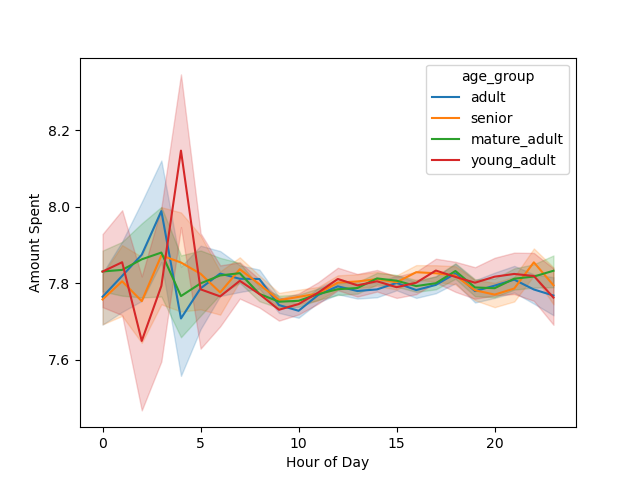 age_group
adult
senior
mature_adult
young_adult
8.2
8.0
7.8
7.6
Amount Spent
0 5 10 15 20
Hour of Day